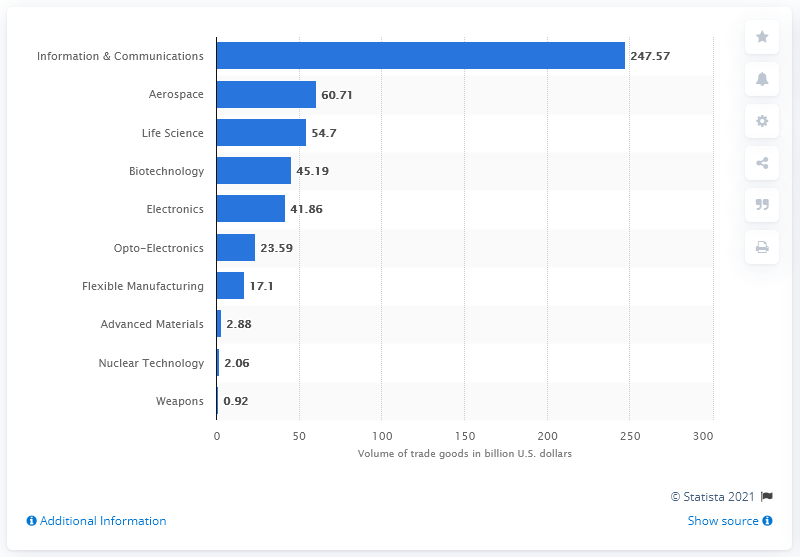 Information & Communications 247.57
Aerospace 60.71
Life Science 54.7
Biotechnology 45.19
Electronics 41.86
Opto-Electronics 23.59
Flexible Manufacturing 17.1
Advanced Materials 2.88
Nuclear Technology 2.06
Weapons 0.92
0 50 100 150 200 250 300
Volume of trade goods in billion U.S. dollars
© Statista 2021
Additional Information Show source